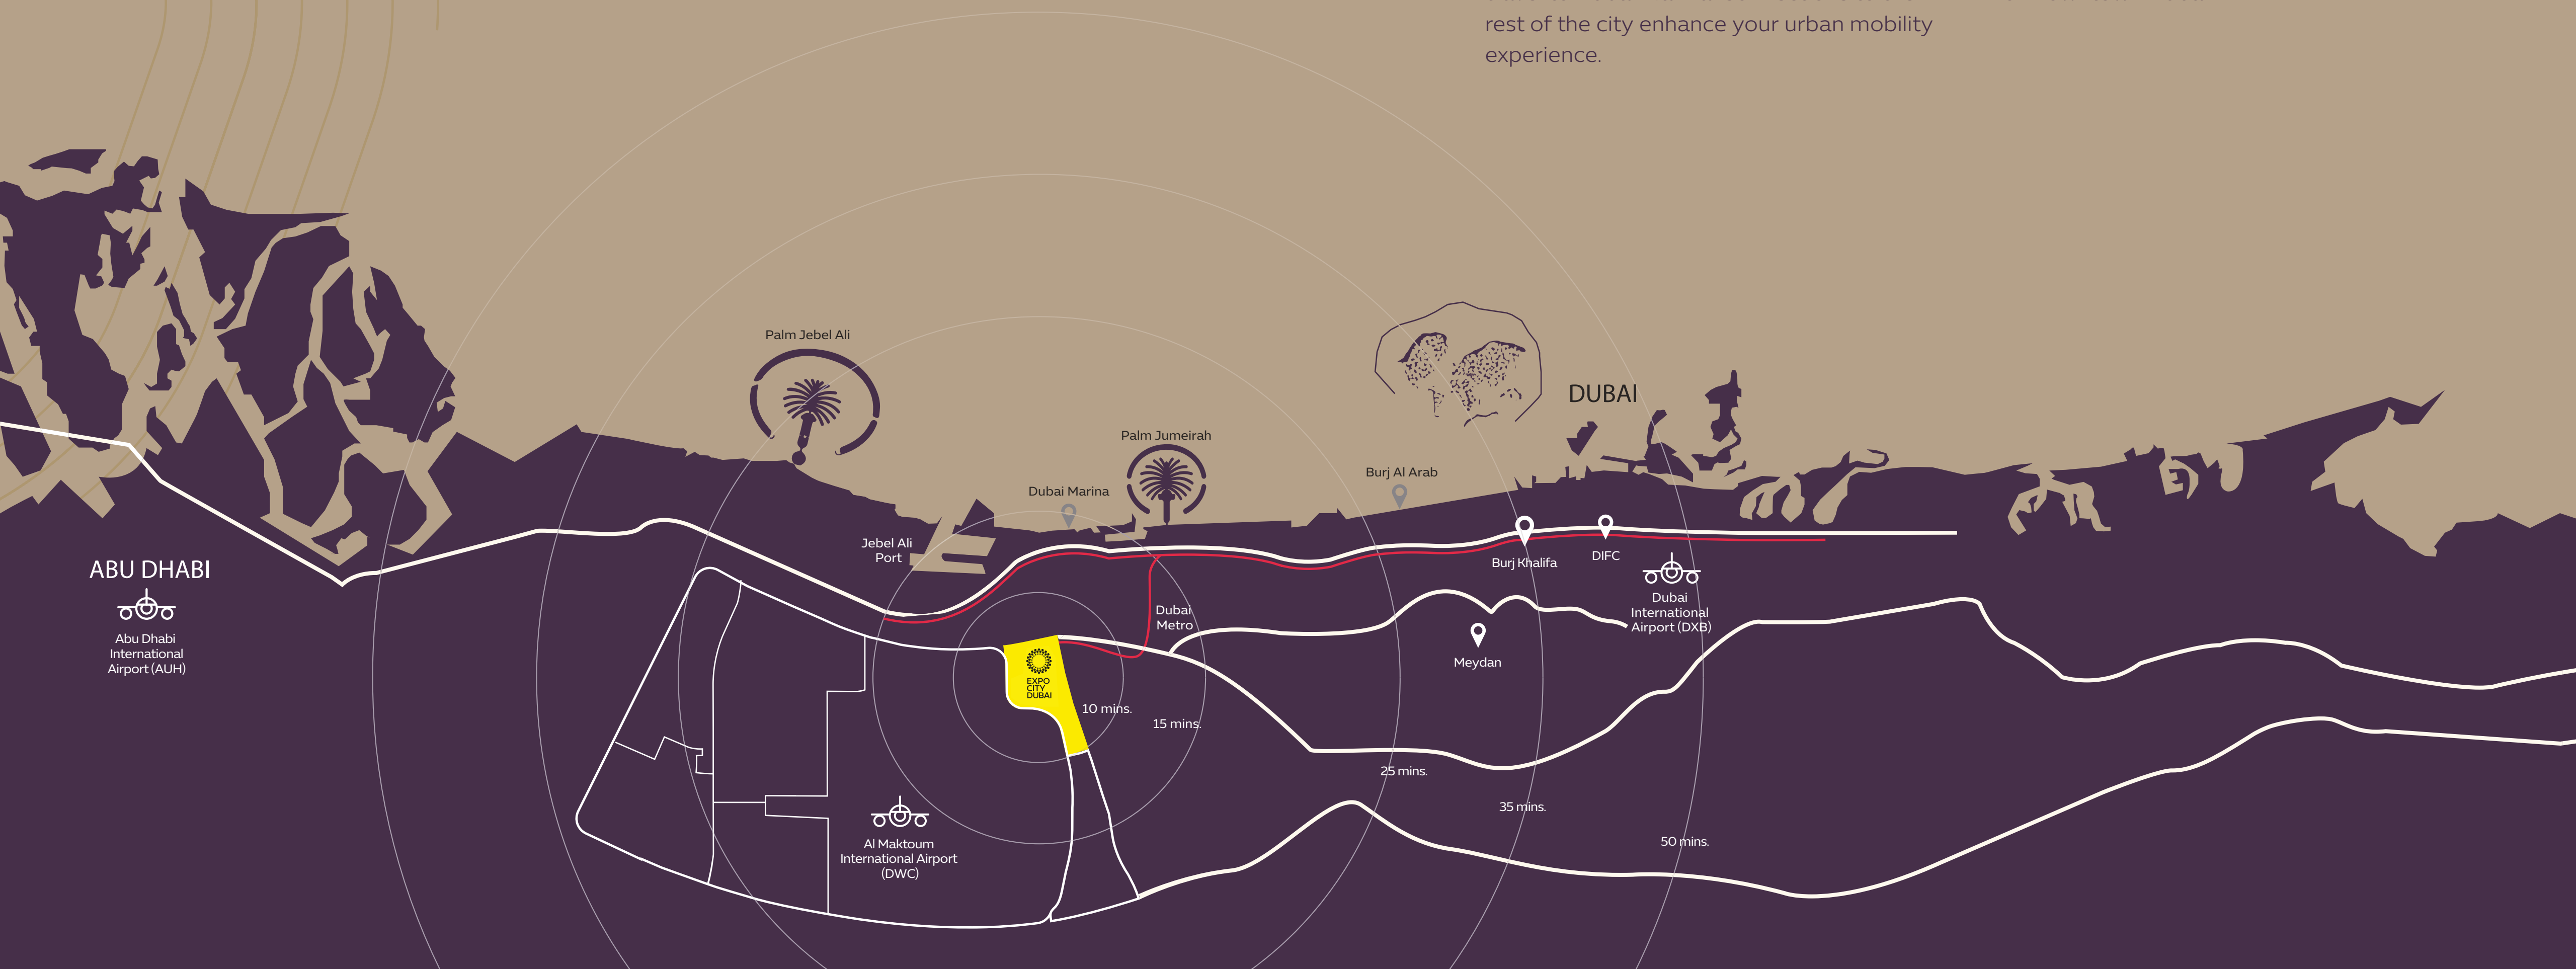 rest of the city enhance your urban mobility
experience.
Palm Jebel Ali
DUBAI
Palm Jumeirah
Burj Al Arab
Dubai Marina
Jebel Ali
Port
Burj Khalifa
DIFC
ABU DHABI
Abu Dhabi
International
Airport (AUH)
Dubai
International
Airport (DXB)
Dubai
Metro
Meydan
EXPO
CITY
DUBAI
10 mins.
15 mins.
25 mins.
35 mins.
50 mins.
Al Maktoum
International Airport
(DWC)